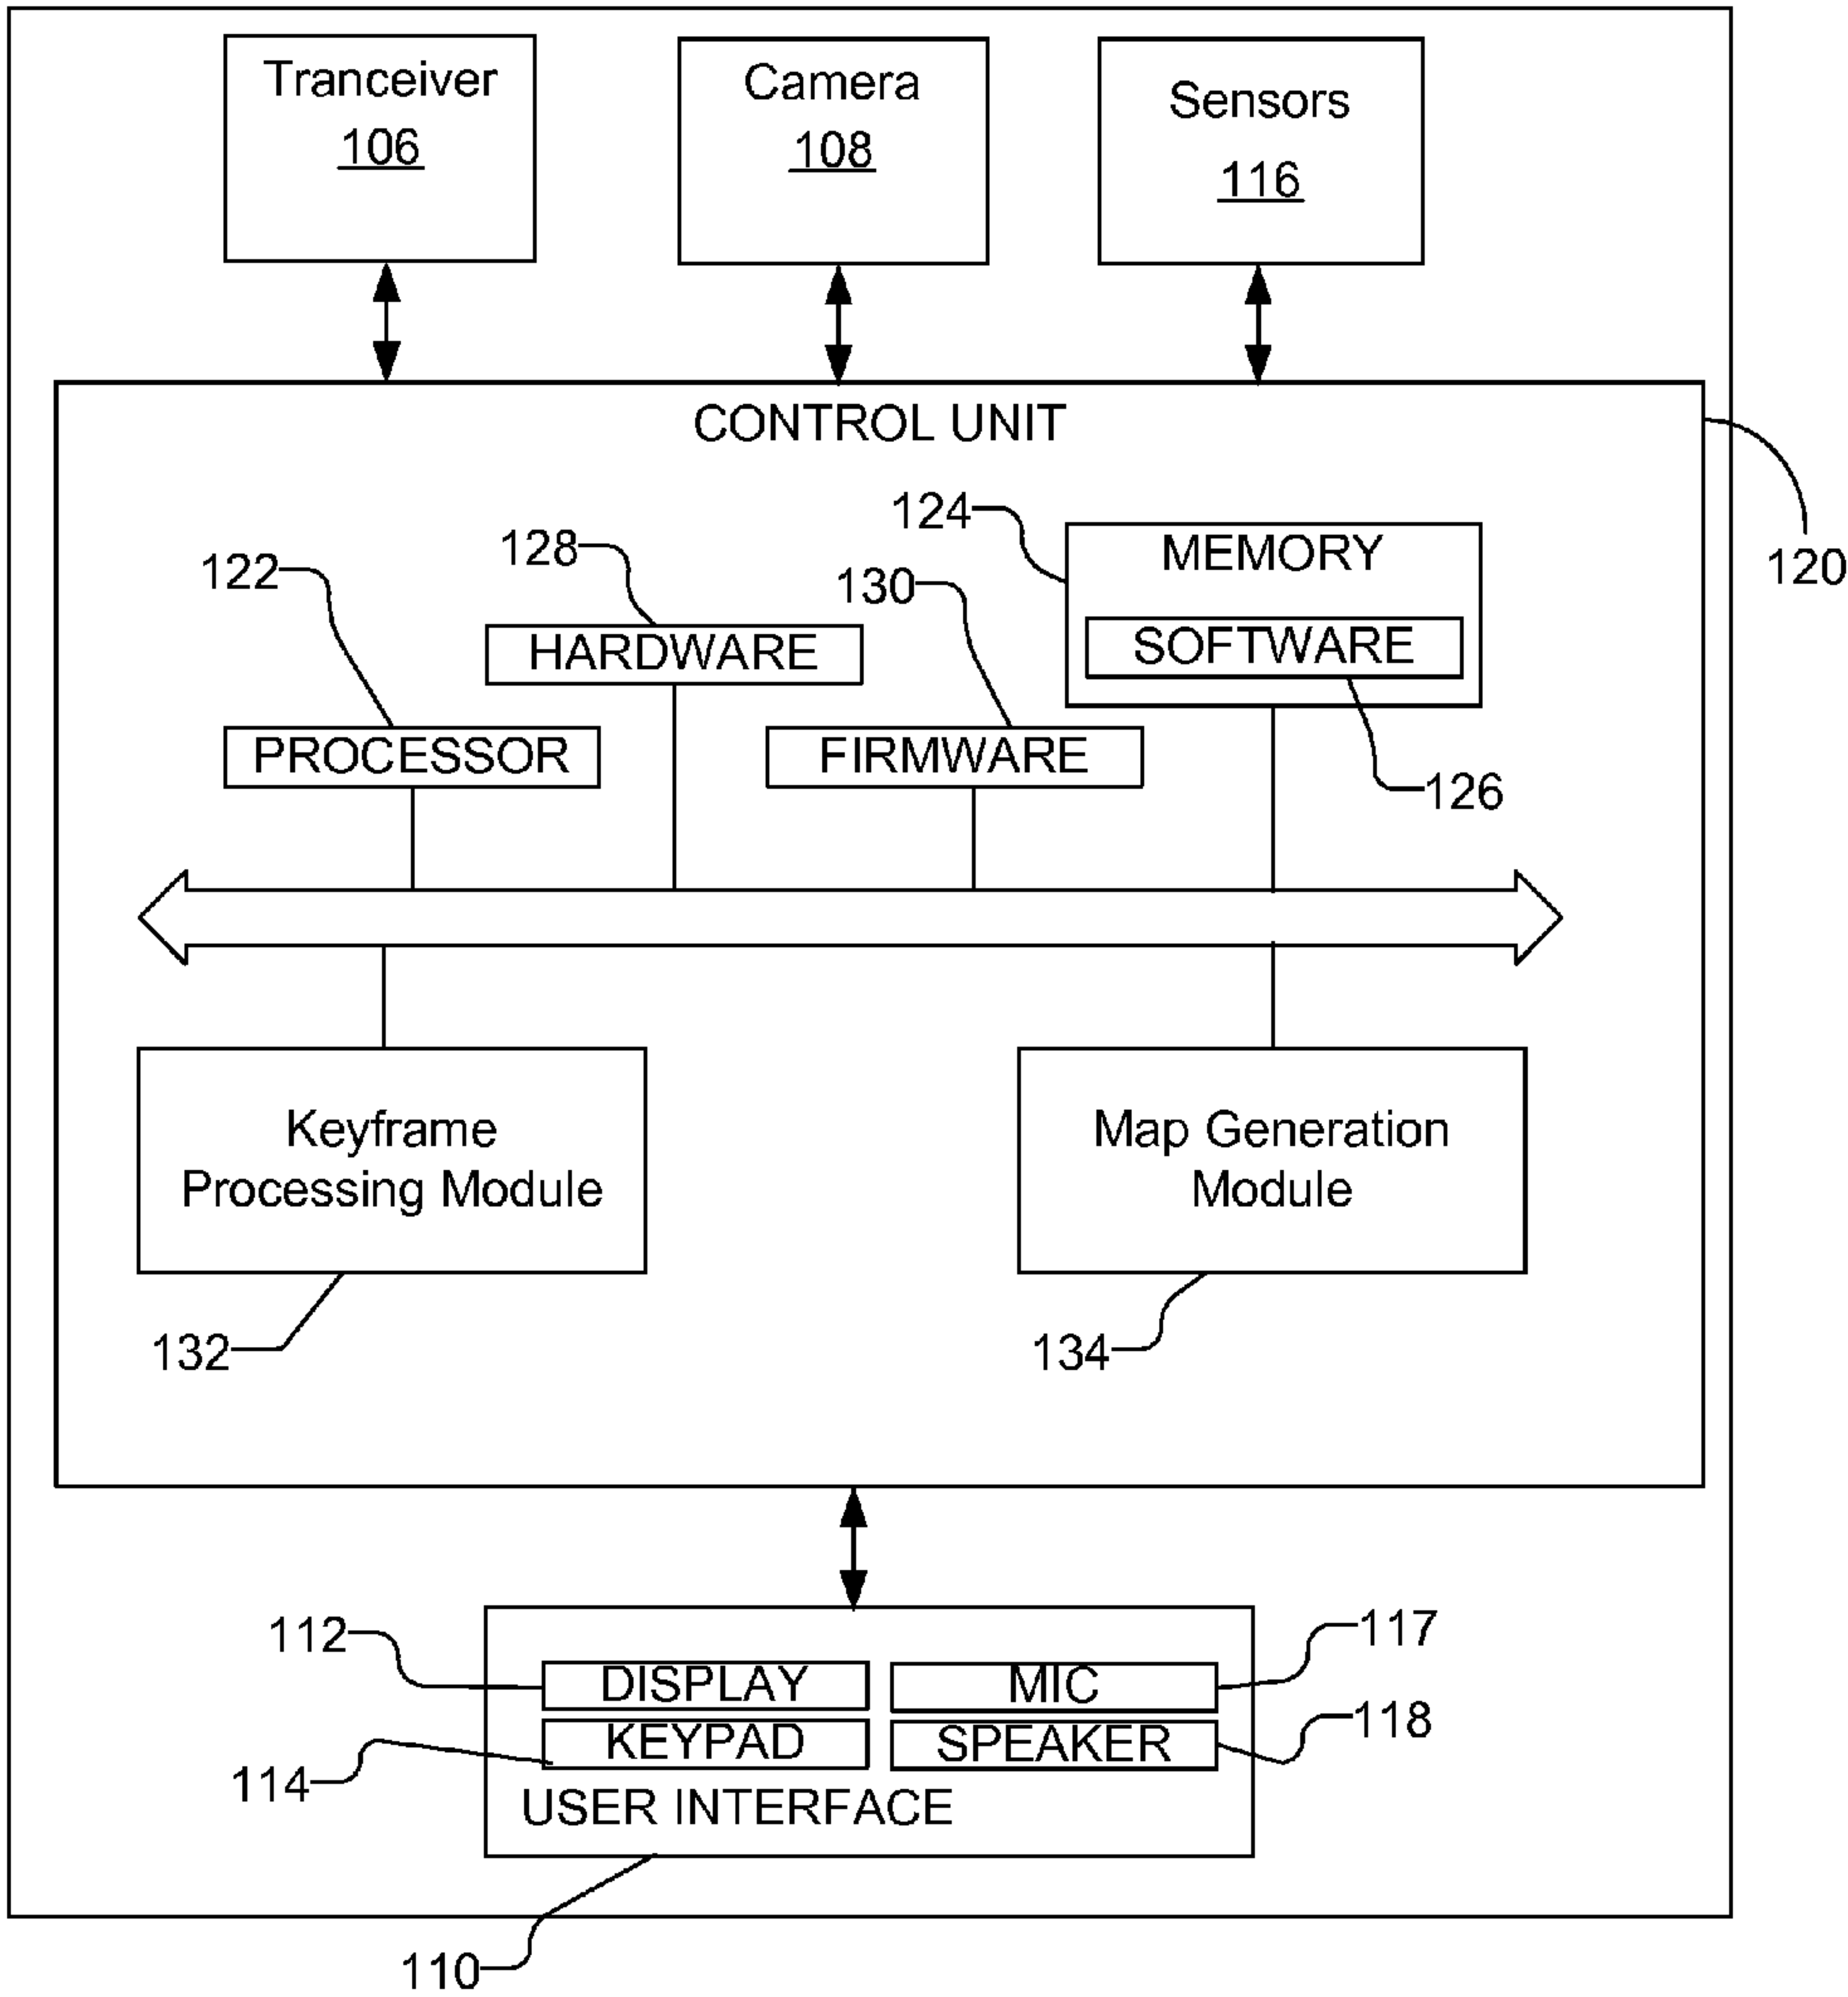 Tranceiver
106
Camera
108
Sensors
116
CONTROL UNIT
120
124
MEMORY
128
122
130
HARDWARE
SOFTWARE
PROCESSOR
FIRMWARE
126
Keyframe
Processing Module
Map Generation
Module
132
134
112
117
DISPLAY
MIC
118
KEYPAD
SPEAKER
114
USER INTERFACE
110